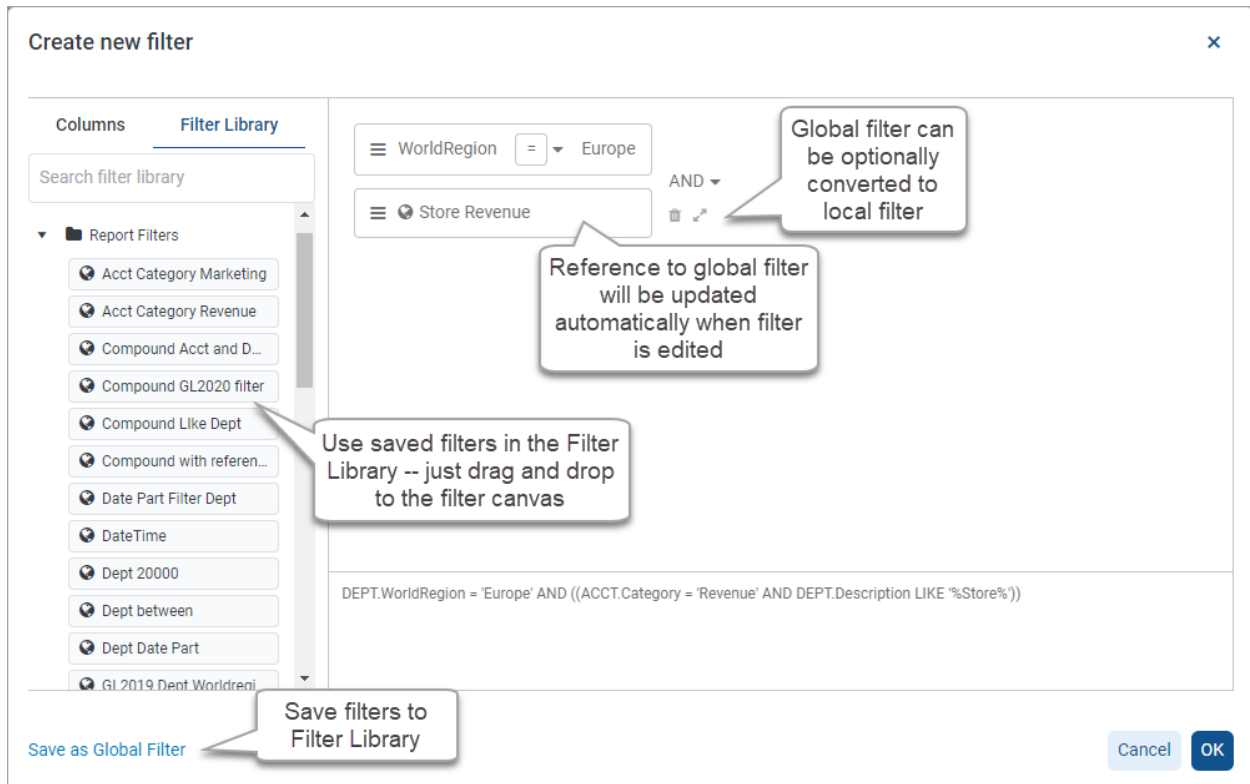 Create new filter
×
Columns
Filter Library
Search filter library
Report Filters
Acct Category Marketing
Acct Category Revenue
Compound Acct and D...
Compound GL2020 filter
Compound LIke Dept
Compound with referen...
Date Part Filter Dept
DateTime
Dept 20000
Dept between
Dept Date Part
GL2019 Dept Worldregi
WorldRegion = Europe
Store Revenue
AND
Global filter can
be optionally
converted to
local filter
Reference to global filter
will be updated
automatically when filter
is edited
Use saved filters in the Filter
Library -- just drag and drop
to the filter canvas
DEPT.WorldRegion = 'Europe' AND ((ACCT.Category = 'Revenue' AND DEPT.Description LIKE '%Store%'))
Save filters to
Filter Library
Save as Global Filter
Cancel
OK